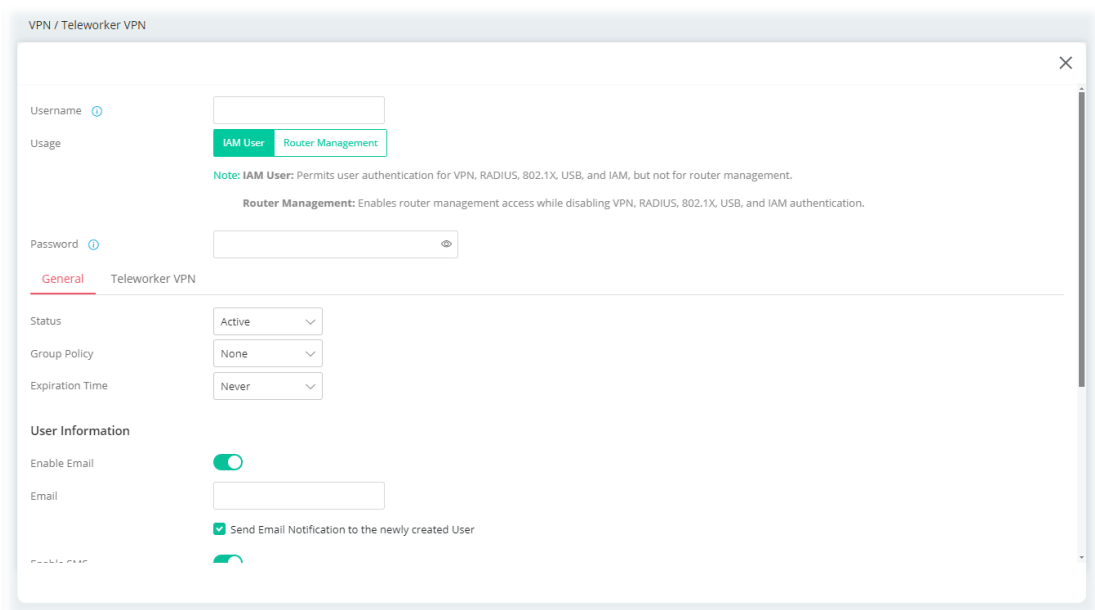 VPN / Teleworker VPN
Username
Usage
IAM User Router Management
Note: IAM User: Permits user authentication for VPN, RADIUS, 802.1X, USB, and IAM, but not for router management.
Router Management: Enables router management access while disabling VPN, RADIUS, 802.1X, USB, and IAM authentication.
Password
General Teleworker VPN
Status Active
Group Policy None
Expiration Time Never
User Information
Enable Email
Email
Send Email Notification to the newly created User
Enable SMS